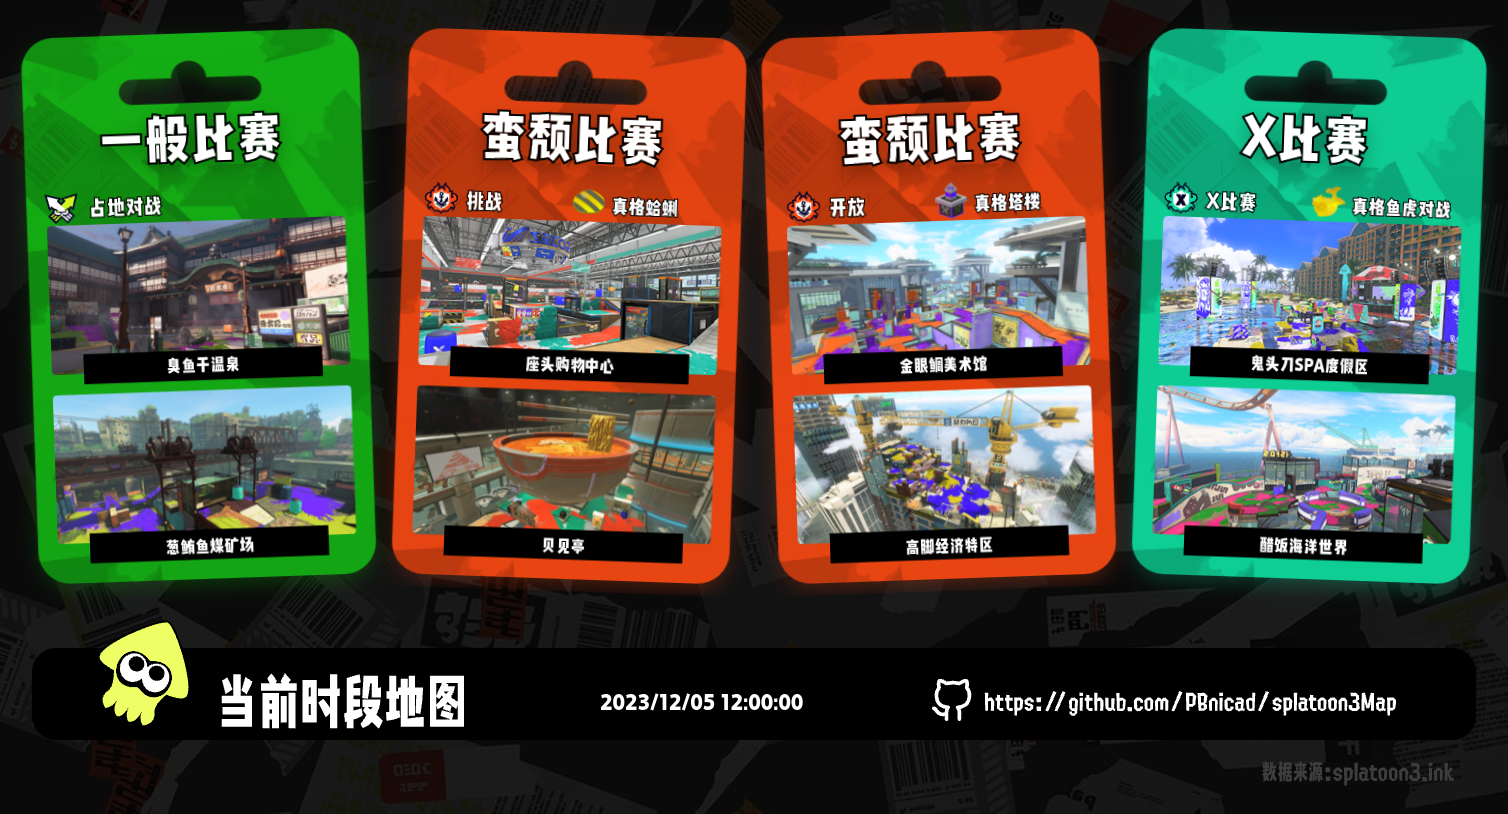 一般比赛
占地对战
臭鱼干温泉
葱鲔鱼煤矿场
蛮颓比赛
挑战 真格蛤蜊
座头购物中心
贝见亭
蛮颓比赛
开放 真格塔楼
金眼鲷美术馆
高脚经济特区
X比赛
X比赛 真格鱼虎对战
鬼头刀SPA度假区
醋饭海洋世界
当前时段地图
2023/12/05 12:00:00
https://github.com/PBnicad/splatoon3Map
数据来源:splatoon3.ink